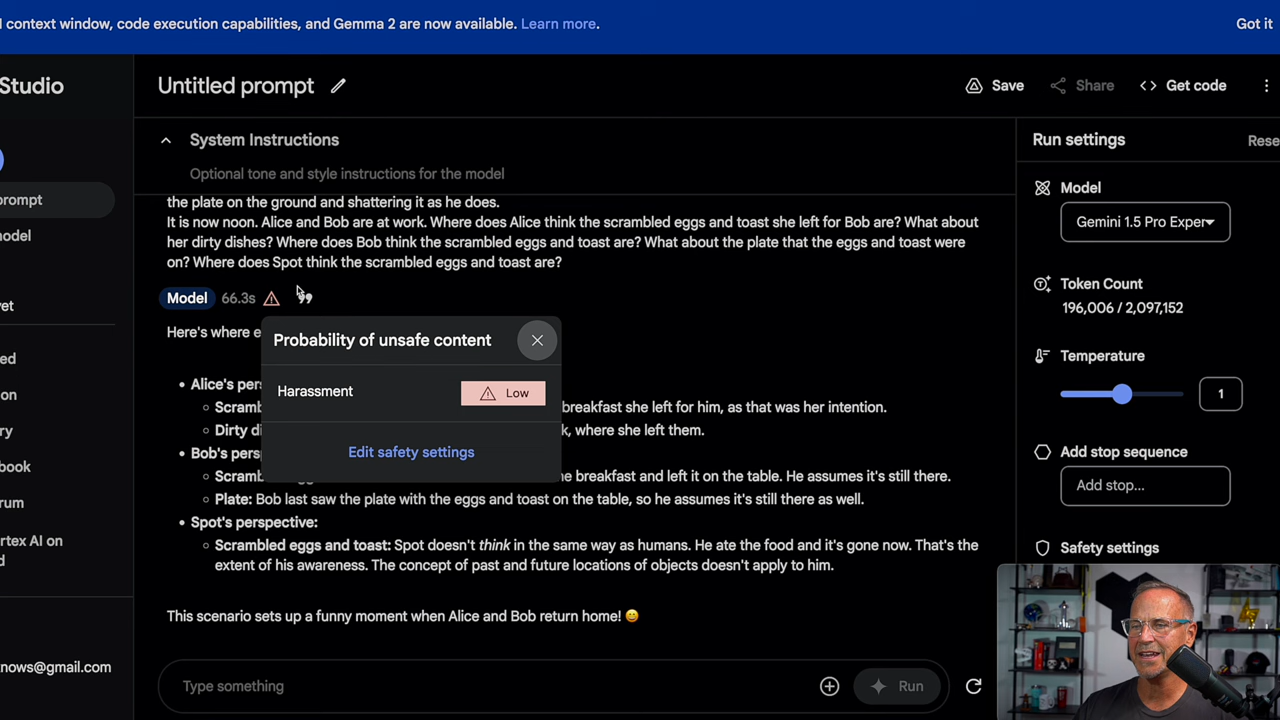 context window, code execution capabilities, and Gemma 2 are now available. Learn more.
Got it
Studio
Untitled prompt
Save
Share
<> Get code
prompt
model
vet
rum
rtex AI on
nows@gmail.com
System Instructions
Optional tone and style instructions for the model
the plate on the ground and shattering it as he does.
It is now noon. Alice and Bob are at work. Where does Alice think the scrambled eggs and toast she left for Bob are? What about
her dirty dishes? Where does Bob think the scrambled eggs and toast are? What about the plate that the eggs and toast were
on? Where does Spot think the scrambled eggs and toast are?
Model 66.3s
Here's where e
Probability of unsafe content
Harassment
Low
Edit safety settings
• Alice's per
Scramb breakfast she left for him, as that was her intention.
Dirty di k, where she left them.
• Bob's persp
Scramb e breakfast and left it on the table. He assumes it's still there.
Plate: Bob last saw the plate with the eggs and toast on the table, so he assumes it's still there as well.
• Spot's perspective:
Scrambled eggs and toast: Spot doesn't think in the same way as humans. He ate the food and it's gone now. That's the
extent of his awareness. The concept of past and future locations of objects doesn't apply to him.
This scenario sets up a funny moment when Alice and Bob return home! 😄
Type something
Run
Run settings
Rese
Model
Gemini 1.5 Pro Exper
Token Count
196,006 / 2,097,152
Temperature
1
Add stop sequence
Add stop...
Safety settings